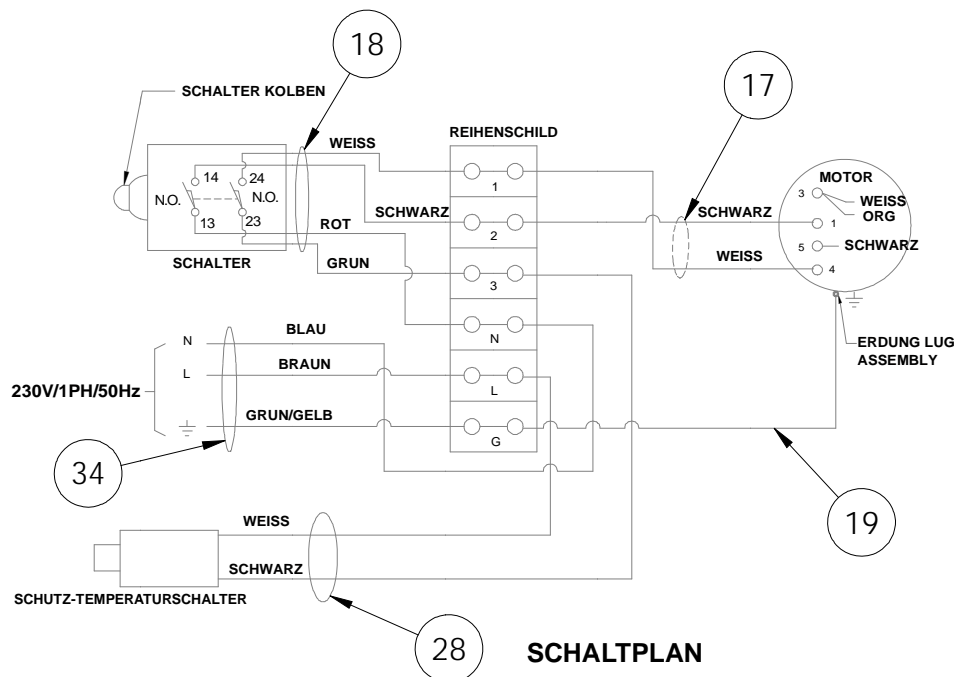 18
17
SCHALTER KOLBEN
WEISS
REIHENSCHILD
14
24
N.O.
N.O.
13
23
SCHALTER
SCHWARZ
ROT
GRUN
1
2
3
N
L
G
SCHWARZ
WEISS
MOTOR
3
WEISS
ORG
1
5
SCHWARZ
4
ERDUNG LUG
ASSEMBLY
N
BLAU
L
BRAUN
230V/1PH/50Hz
GRUN/GELB
34
19
WEISS
SCHWARZ
SCHUTZ-TEMPERATURSCHALTER
28
SCHALTPLAN